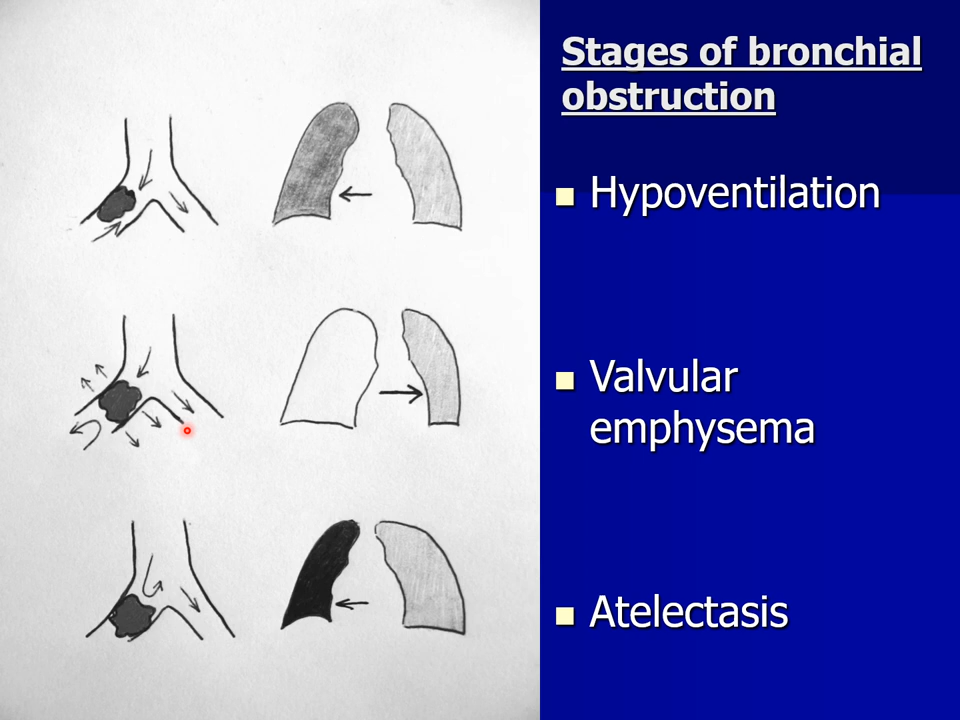 Stages of bronchial
obstruction
Hypoventilation
Valvular
emphysema
Atelectasis